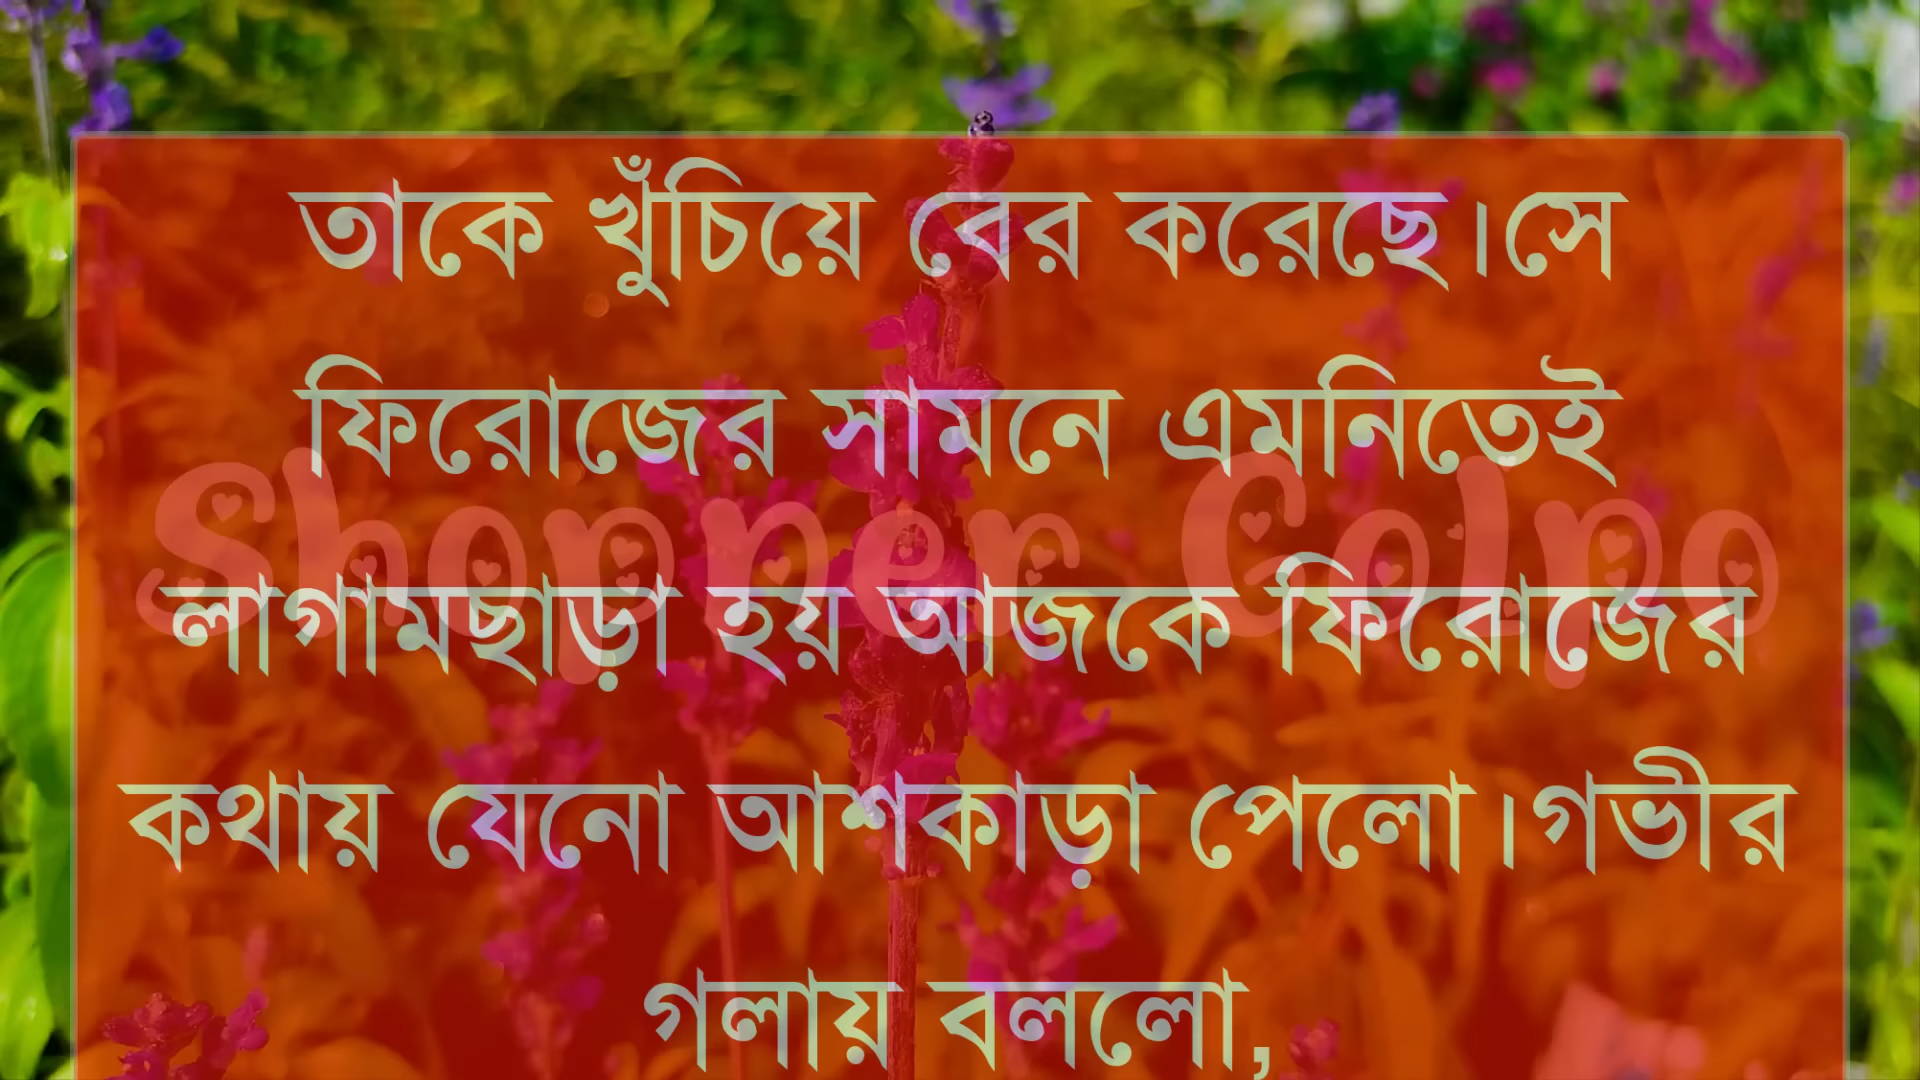 তাকে খুঁচিয়ে বের করেছে।সে
ফিরোজের সামনে এমনিতেই
Shopner Golpo
লাগামছাড়া হয় আজকে ফিরোজের
কথায় যেনো আশকাড়া পেলো।গভীর
গলায় বললো,